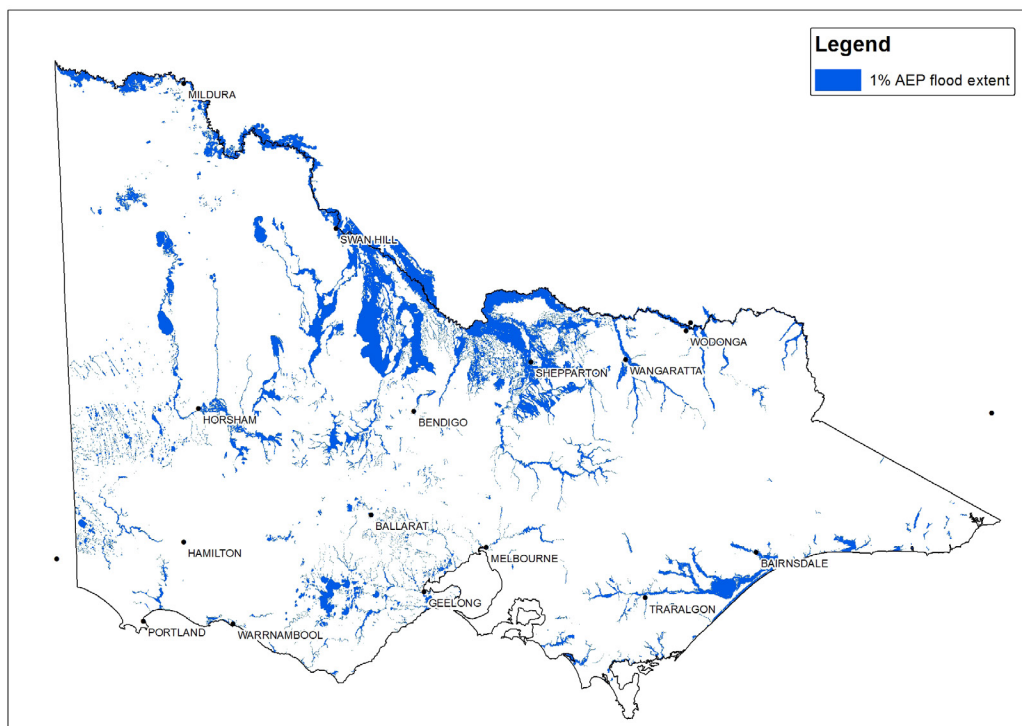 Legend
1% AEP flood extent
MILDURA
SWAN HILL
WODONGA
SHEPPARTON
WANGARATTA
HORSHAM
BENDIGO
BALLARAT
HAMILTON
MELBOURNE
BAIRNSDALE
GEELONG
TRARALGON
PORTLAND
WARRNAMBOOL